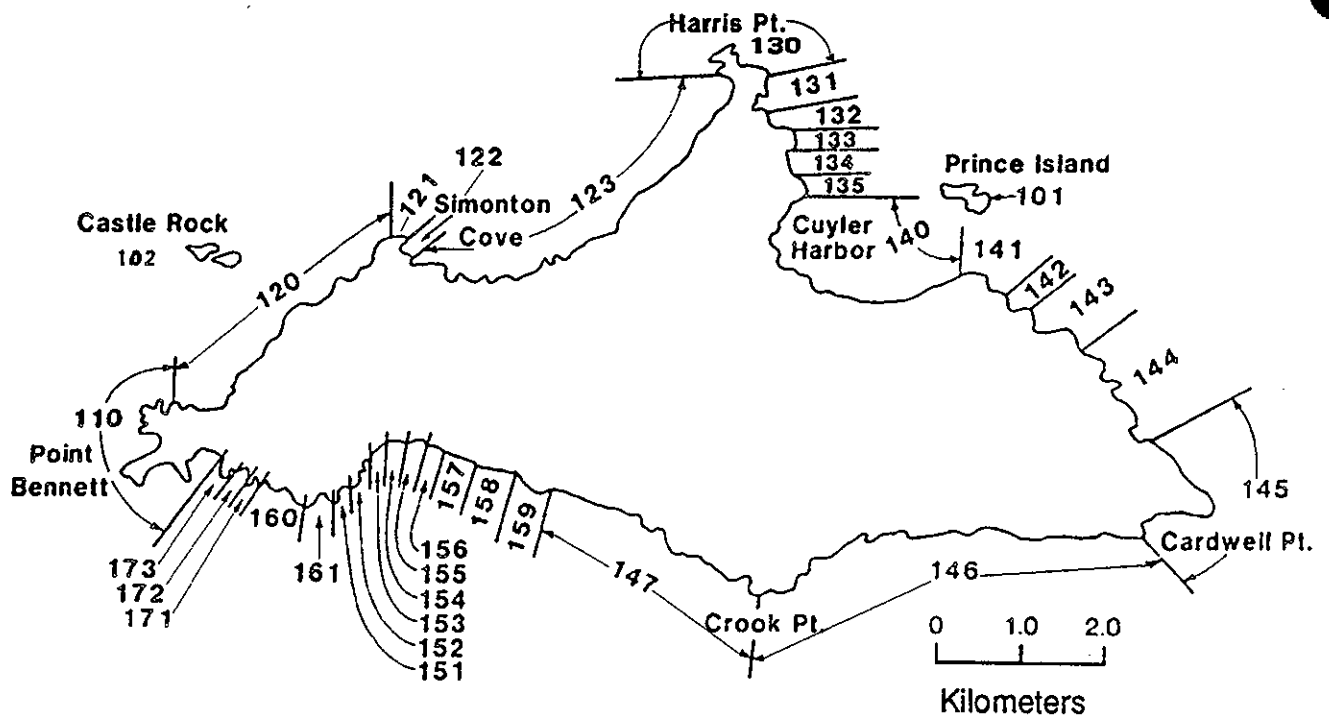 Harris Pt.
130
131
132
133
134
135
122
121
Simonton
Cove
123
Prince Island
101
Castle Rock
102
Cuyler
Harbor
140
141
142
143
144
120
110
Point
Bennett
145
Cardwell Pt.
157
158
159
160
161
173
172
171
156
155
154
153
152
151
147
146
Crook Pt.
0 1.0 2.0
Kilometers